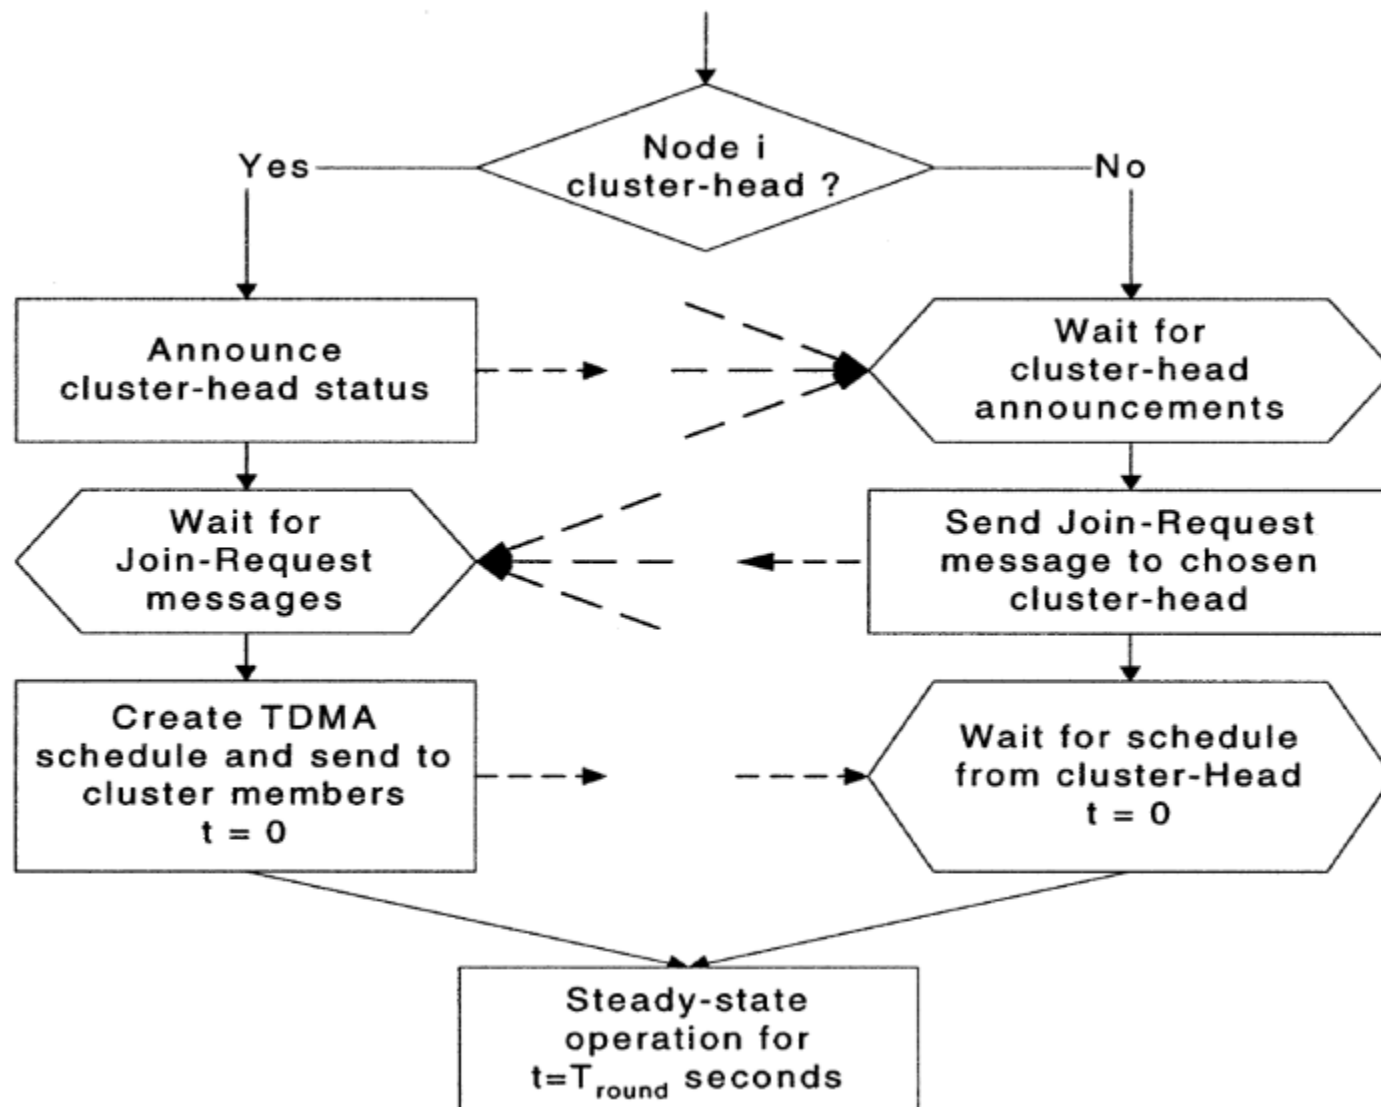 Node i
cluster-head ?
Yes
No
Announce
cluster-head status
Wait for
cluster-head
announcements
Wait for
Join-Request
messages
Send Join-Request
message to chosen
cluster-head
Create TDMA
schedule and send to
cluster members
t = 0
Wait for schedule
from cluster-Head
t = 0
Steady-state
operation for
t=Tround seconds